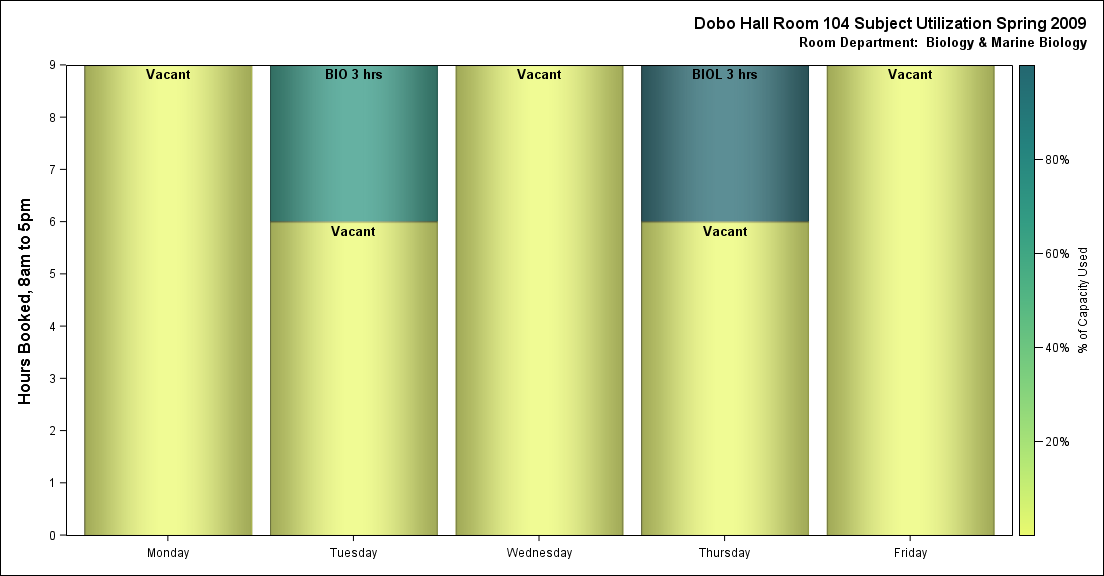 Dobo Hall Room 104 Subject Utilization Spring 2009
Room Department: Biology & Marine Biology
Hours Booked, 8am to 5pm
9
8
7
6
5
4
3
2
1
0
Vacant
BIO 3 hrs
Vacant
BIOL 3 hrs
Vacant
Vacant
Vacant
Monday
Tuesday
Wednesday
Thursday
Friday
80%
60%
40%
20%
% of Capacity Used